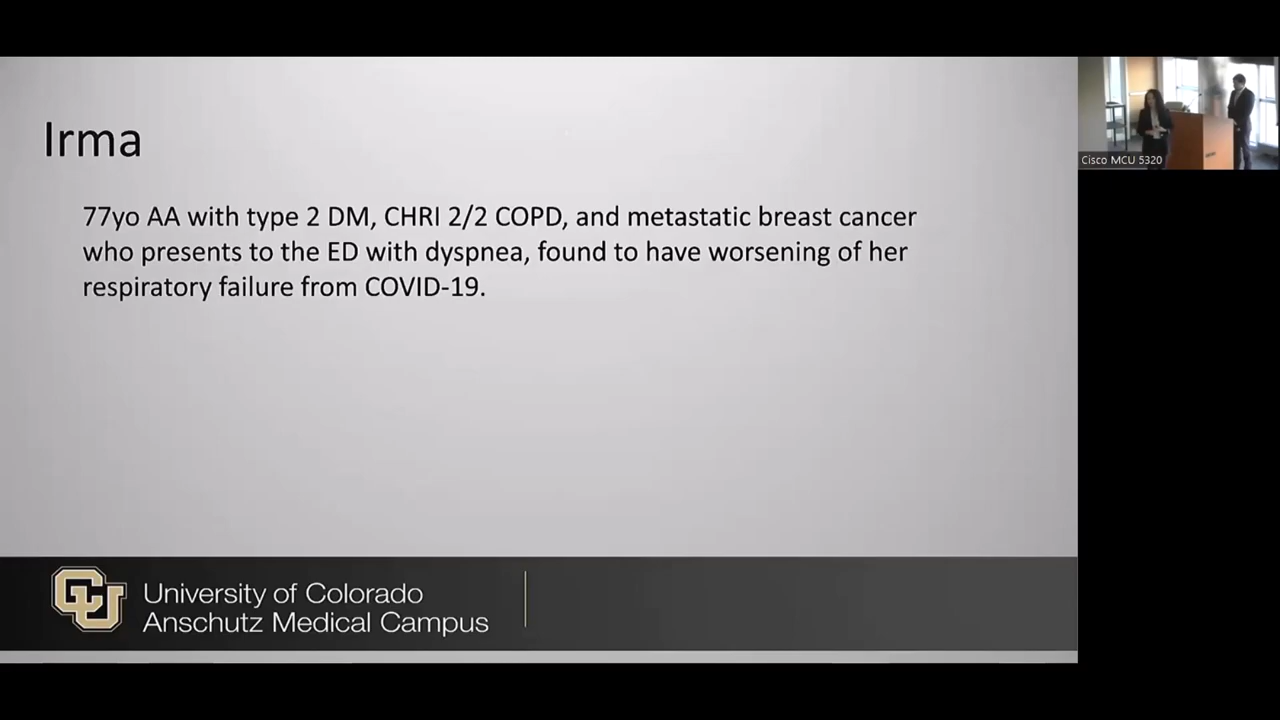 Irma
77yo AA with type 2 DM, CHRI 2/2 COPD, and metastatic breast cancer
who presents to the ED with dyspnea, found to have worsening of her
respiratory failure from COVID-19.
Cisco MCU 5320
CU
University of Colorado
Anschutz Medical Campus